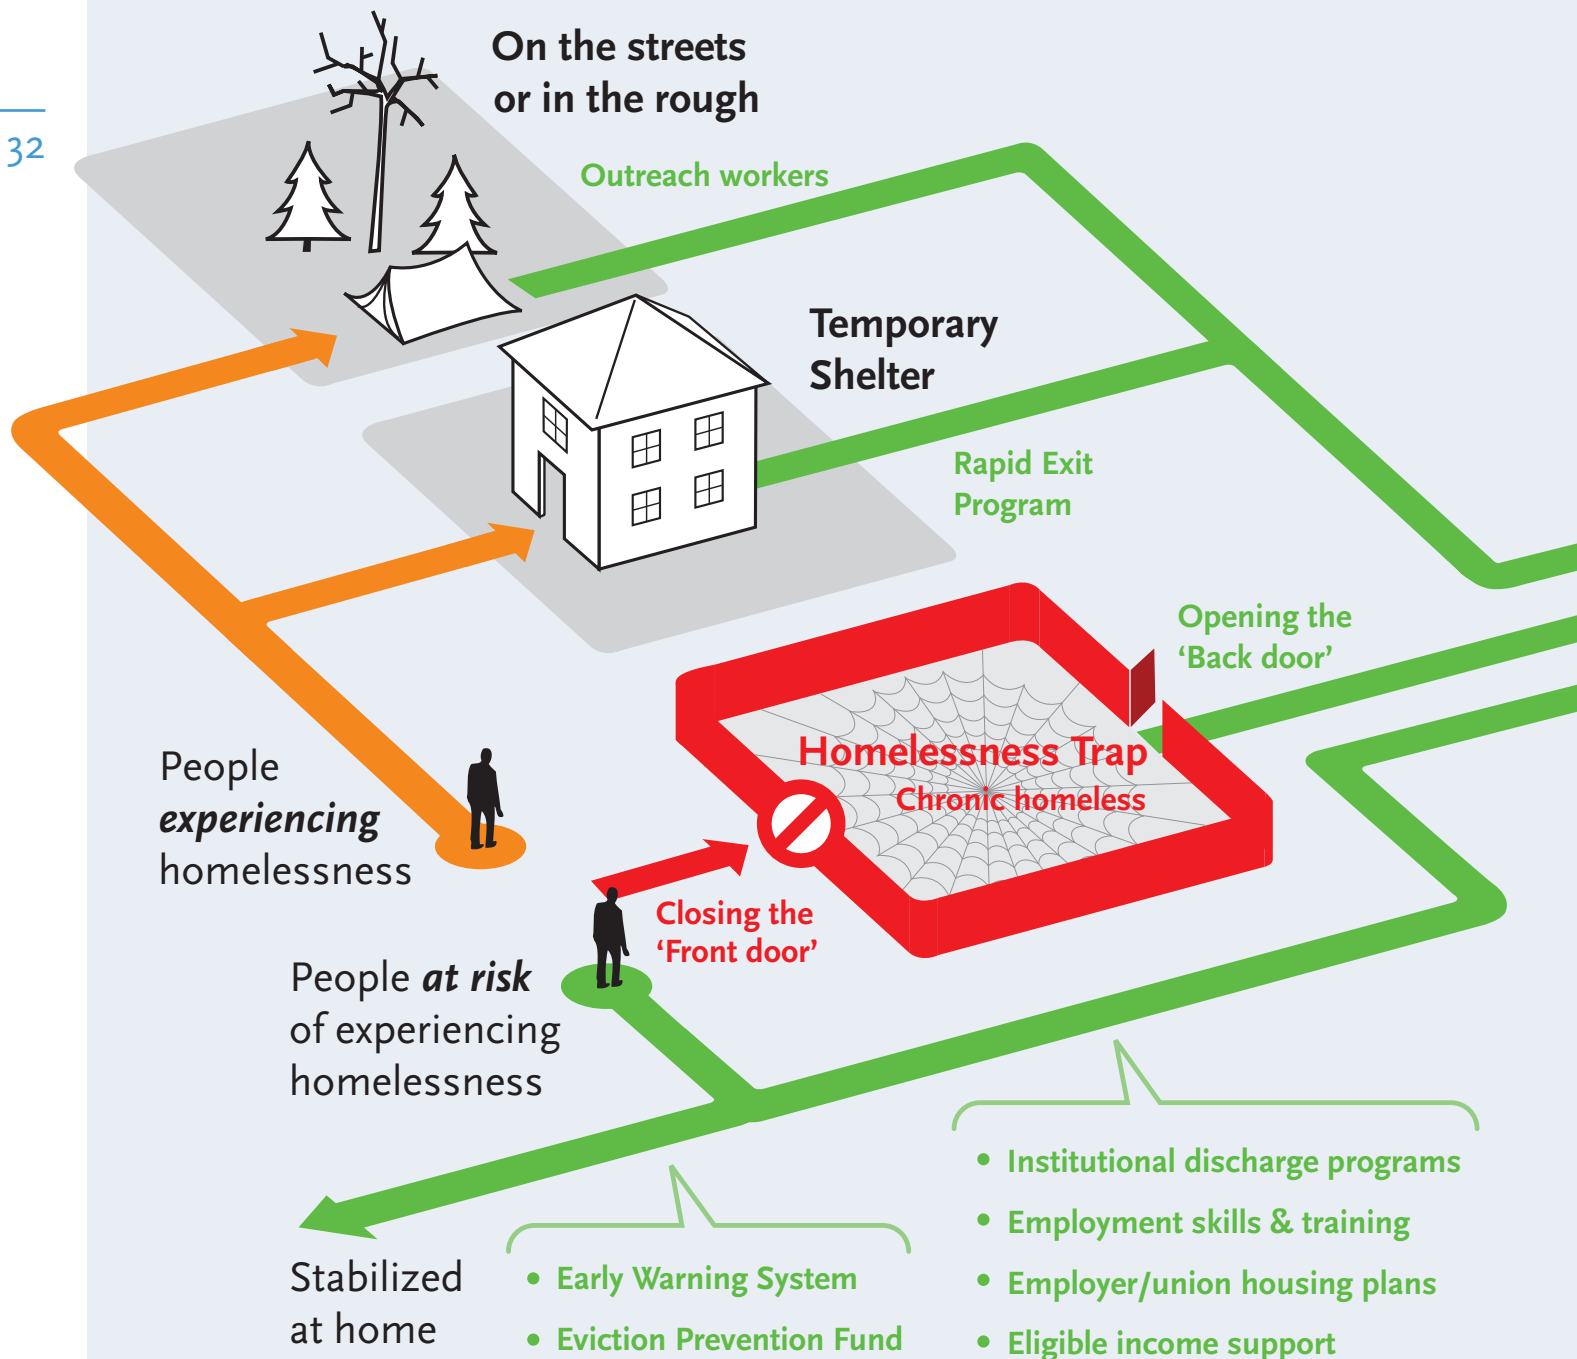 32
On the streets
or in the rough
Outreach workers
Temporary
Shelter
Rapid Exit
Program
Opening the
‘Back door’
Homelessness Trap
Chronic homeless
People
experiencing
homelessness
Closing the
‘Front door’
People at risk
of experiencing
homelessness
• Institutional discharge programs
• Employment skills & training
• Employer/union housing plans
• Eligible income support
Stabilized
at home
• Early Warning System
• Eviction Prevention Fund